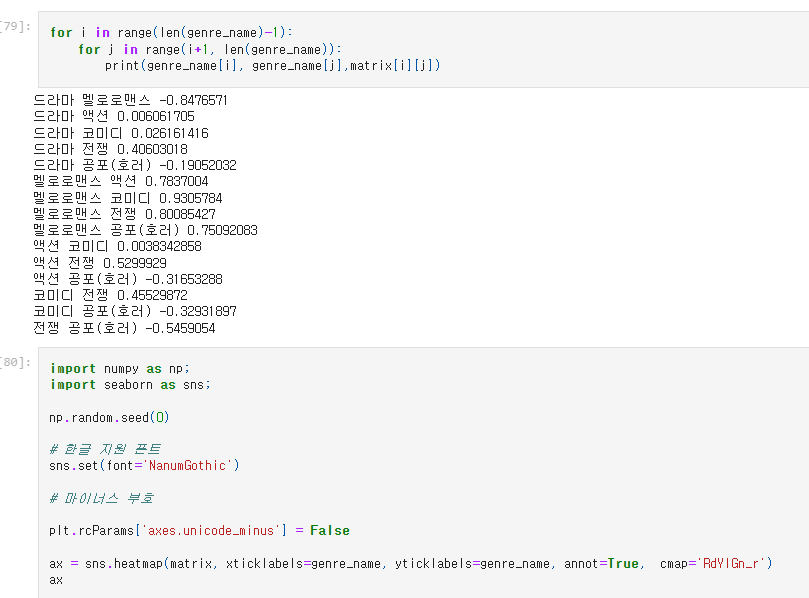 [79]:
for i in range(len(genre_name)-1):
    for j in range(i+1, len(genre_name)):
        print(genre_name[i], genre_name[j],matrix[i][j])
드라마 멜로로맨스 -0.8476571
드라마 액션 0.006061705
드라마 코미디 0.026161416
드라마 전쟁 0.40603018
드라마 공포(호러) -0.19052032
멜로로맨스 액션 0.7837004
멜로로맨스 코미디 0.9305784
멜로로맨스 전쟁 0.80085427
멜로로맨스 공포(호러) 0.75092083
액션 코미디 0.0038342858
액션 전쟁 0.5299929
액션 공포(호러) -0.31653288
코미디 전쟁 0.45529872
코미디 공포(호러) -0.32931897
전쟁 공포(호러) -0.5459054
[80]:
import numpy as np;
import seaborn as sns;
np.random.seed(0)
# 한글 지원 폰트
sns.set(font='NanumGothic')
# 마이너스 부호
plt.rcParams['axes.unicode_minus'] = False
ax = sns.heatmap(matrix, xticklabels=genre_name, yticklabels=genre_name, annot=True,  cmap='RdYlGn_r')
ax